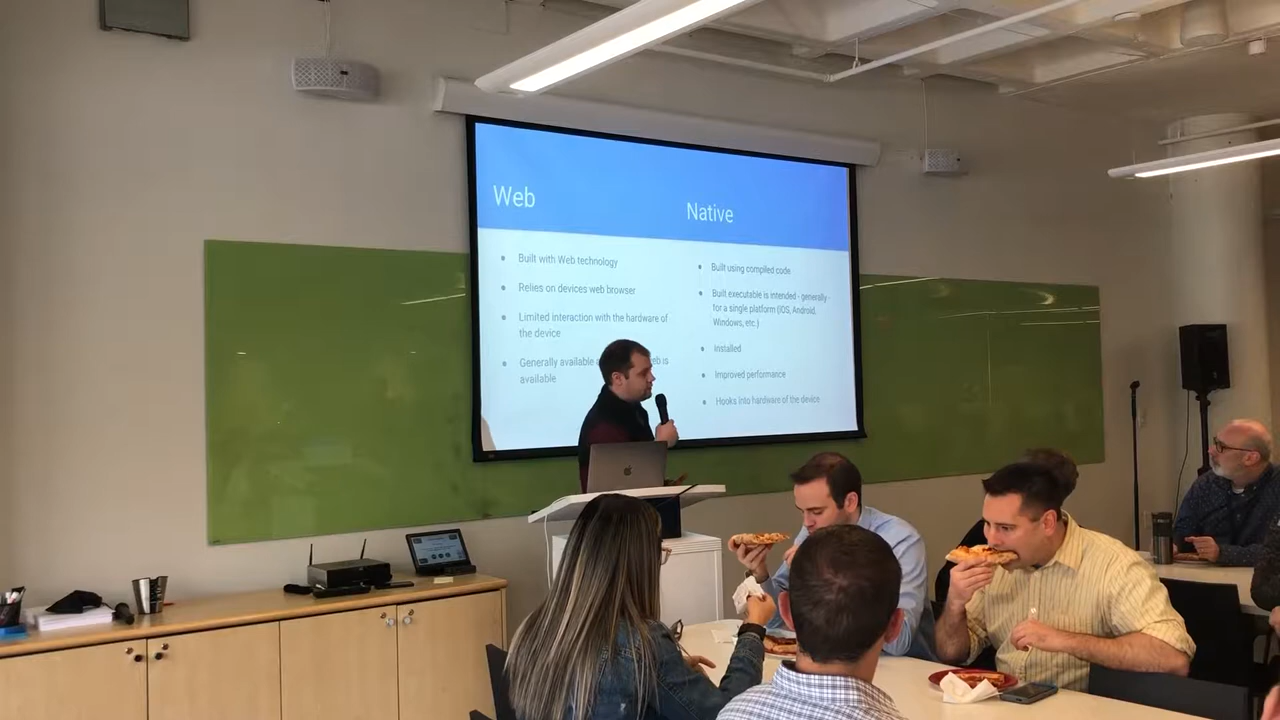 Web
Built with Web technology
Relies on devices web browser
Limited interaction with the hardware of
the device
Generally available
available
Native
Built using compiled code
Built executable is intended - generally -
for a single platform (iOS, Android,
Windows, etc.)
Installed
Improved performance
Hooks into hardware of the device